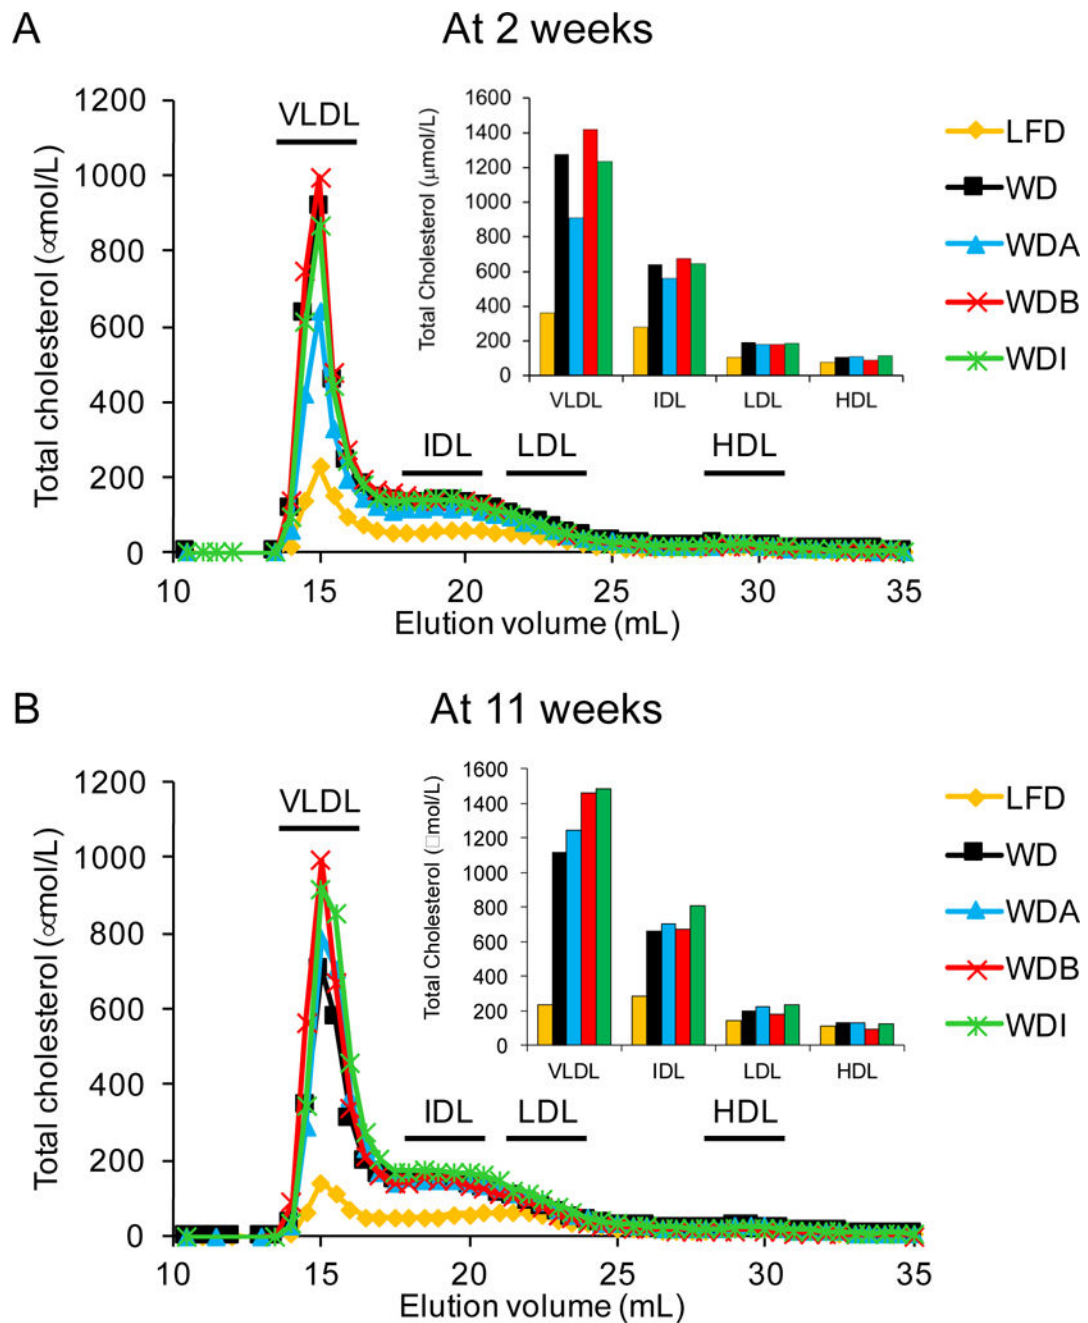 A
At 2 weeks
Total cholesterol (αmol/L)
1200
1000
800
600
400
200
0
10
15
20
25
30
35
Elution volume (mL)
VLDL
IDL
LDL
HDL
Total Cholesterol (μmol/L)
1600
1400
1200
1000
800
600
400
200
0
VLDL
IDL
LDL
HDL
LFD
WD
WDA
WDB
WDI
B
At 11 weeks
Total cholesterol (αmol/L)
1200
1000
800
600
400
200
0
10
15
20
25
30
35
Elution volume (mL)
VLDL
IDL
LDL
HDL
Total Cholesterol (□mol/L)
1600
1400
1200
1000
800
600
400
200
0
VLDL
IDL
LDL
HDL
LFD
WD
WDA
WDB
WDI